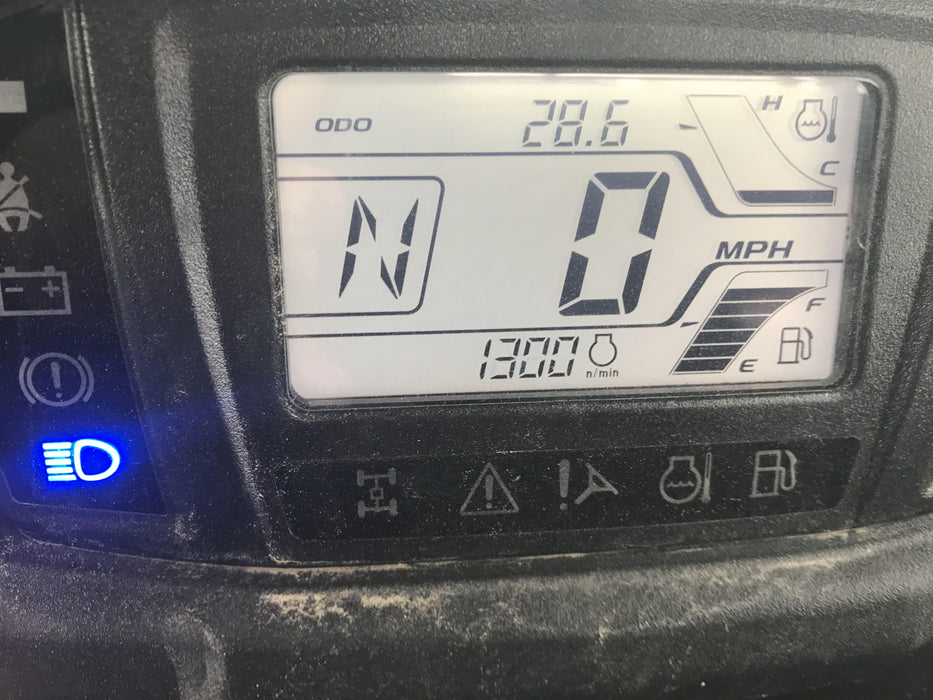 ODO 28.6 H
C
N 0 MPH
F
1300 n/min E